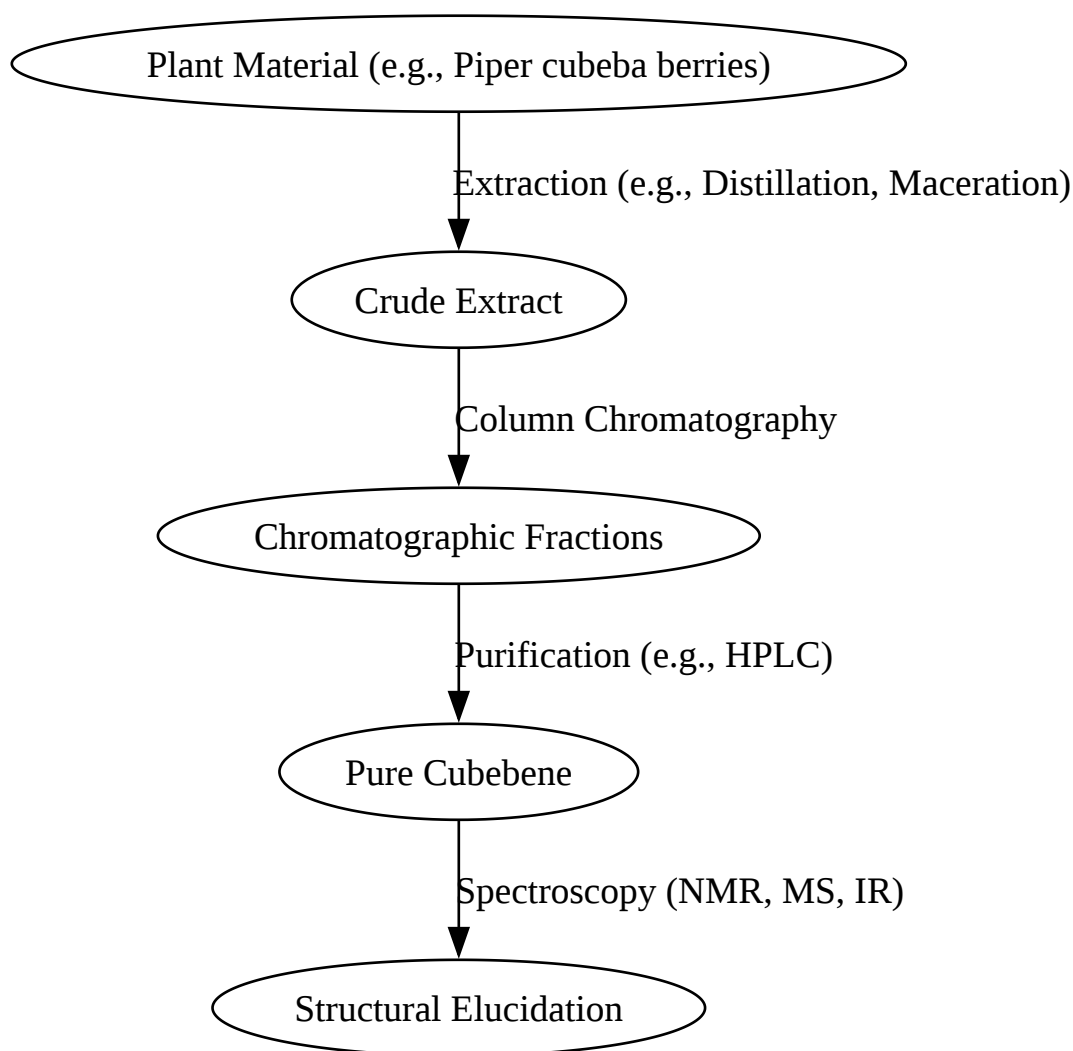 Plant Material (e.g., Piper cubeba berries)
Extraction (e.g., Distillation, Maceration)
Crude Extract
Column Chromatography
Chromatographic Fractions
Purification (e.g., HPLC)
Pure Cubebene
Spectroscopy (NMR, MS, IR)
Structural Elucidation